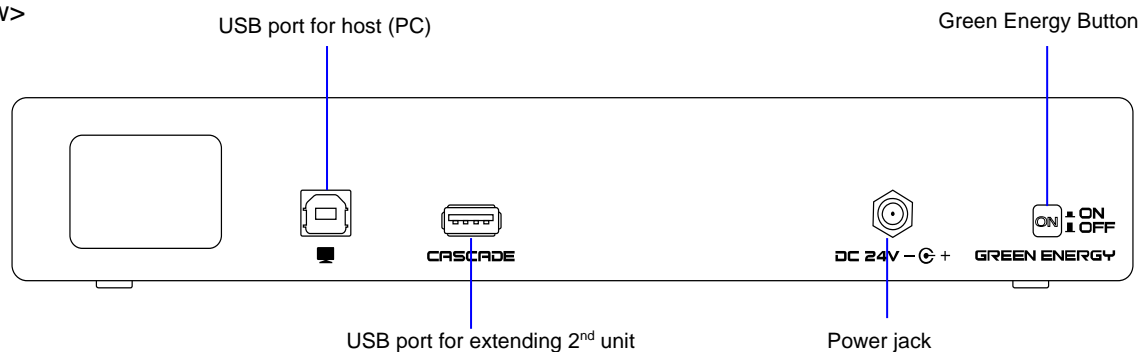 w>
USB port for host (PC)
Green Energy Button
CASCADE
DC 24V − +
ON
ON
OFF
GREEN ENERGY
USB port for extending 2nd unit
Power jack